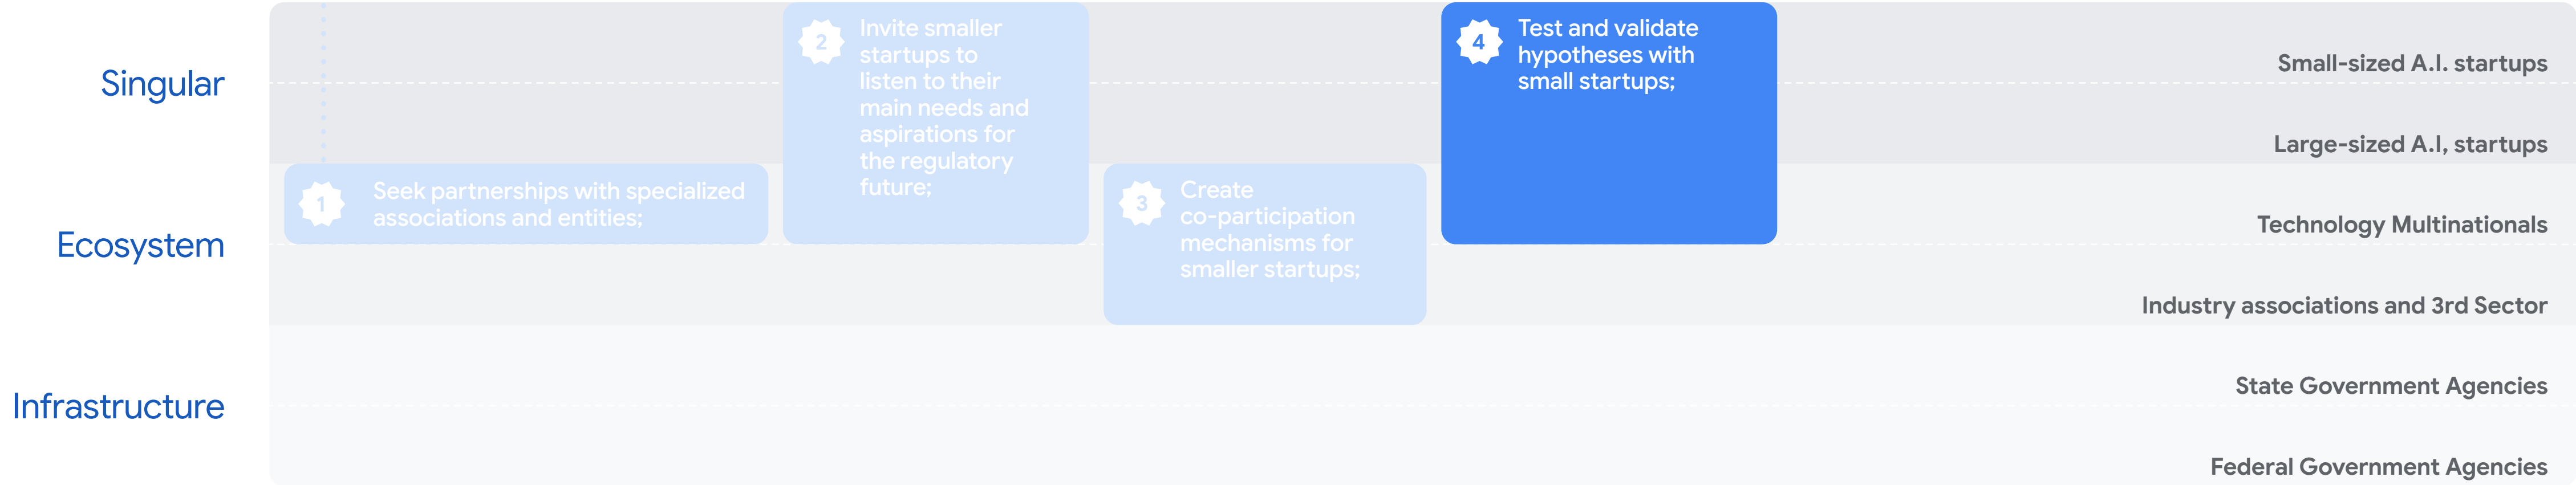 Singular
Ecosystem
Infrastructure
1
Seek partnerships with specialized
associations and entities;
2
Invite smaller
startups to
listen to their
main needs and
aspirations for
the regulatory
future;
3
Create
co-participation
mechanisms for
smaller startups;
4
Test and validate
hypotheses with
small startups;
Small-sized A.I. startups
Large-sized A.I, startups
Technology Multinationals
Industry associations and 3rd Sector
State Government Agencies
Federal Government Agencies